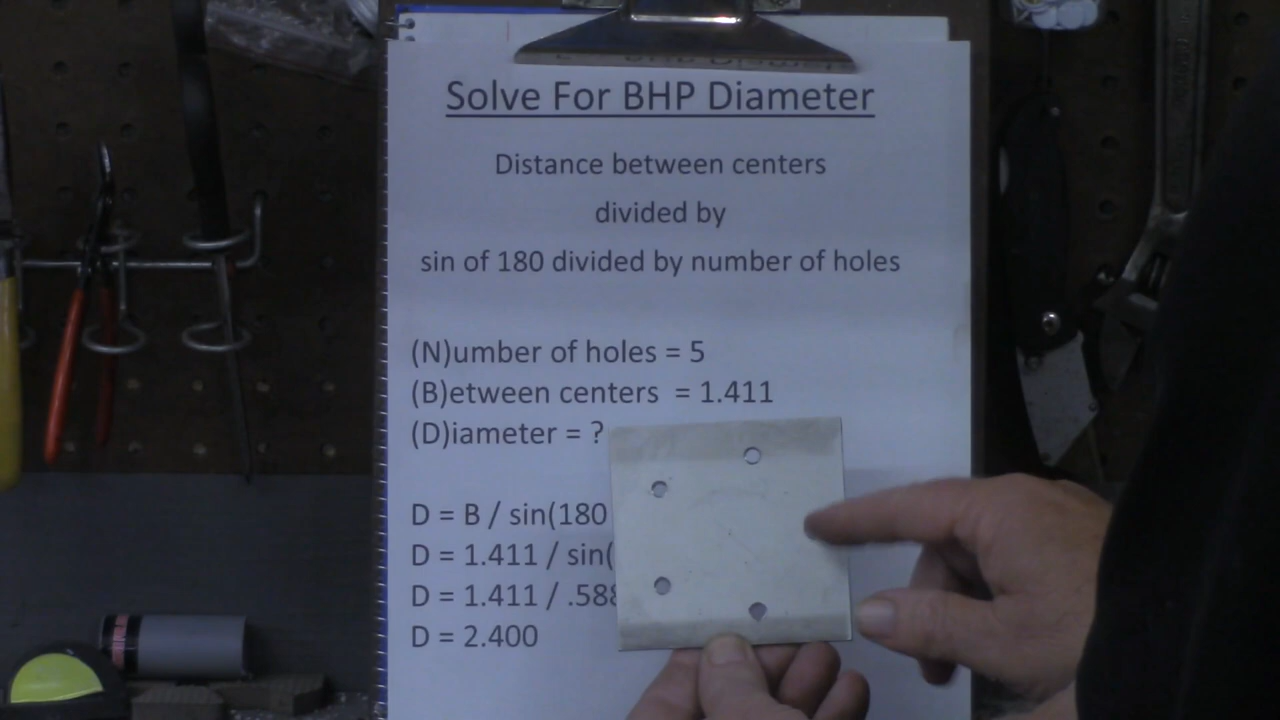 Solve For BHP Diameter
Distance between centers
divided by
sin of 180 divided by number of holes
(N)umber of holes = 5
(B)etween centers = 1.411
(D)iameter = ?
D = B / sin(180
D = 1.411 / sin(
D = 1.411 / .588
D = 2.400